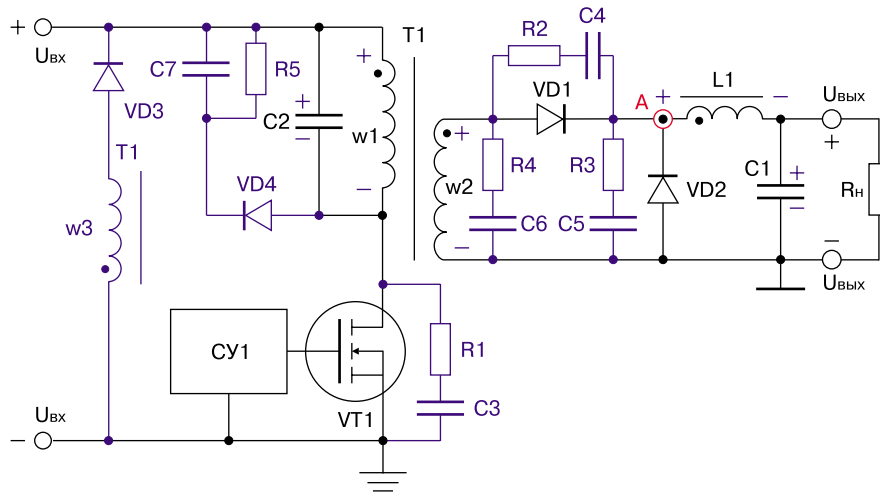 + Uвх
C7
R5
VD3
T1
w3
VD4
C2
+
−
+
w1
−
T1
R2
C4
VD1
A
+
L1
−
Uвых
+
w2
+
−
R4
C6
R3
C5
VD2
C1
+
−
Rн
−
Uвых
СУ1
VT1
R1
C3
Uвх
−